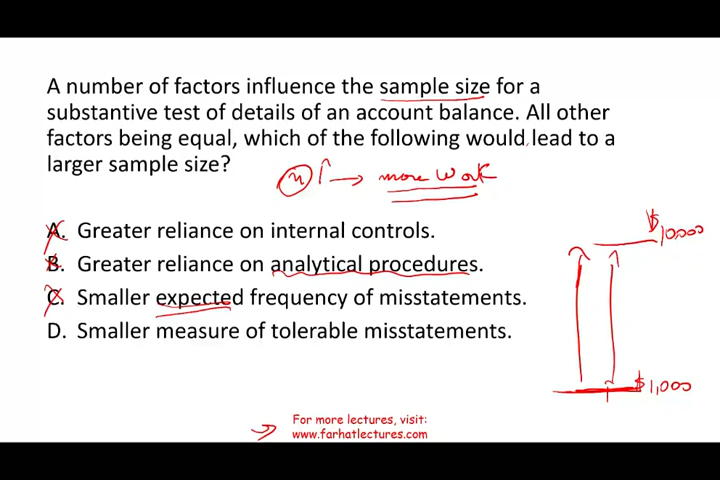 A number of factors influence the sample size for a
substantive test of details of an account balance. All other
factors being equal, which of the following would lead to a
larger sample size?
n ↑ → more work
A. Greater reliance on internal controls.
$10,000
B. Greater reliance on analytical procedures.
C. Smaller expected frequency of misstatements.
D. Smaller measure of tolerable misstatements.
$1,000
For more lectures, visit:
www.farhatlectures.com